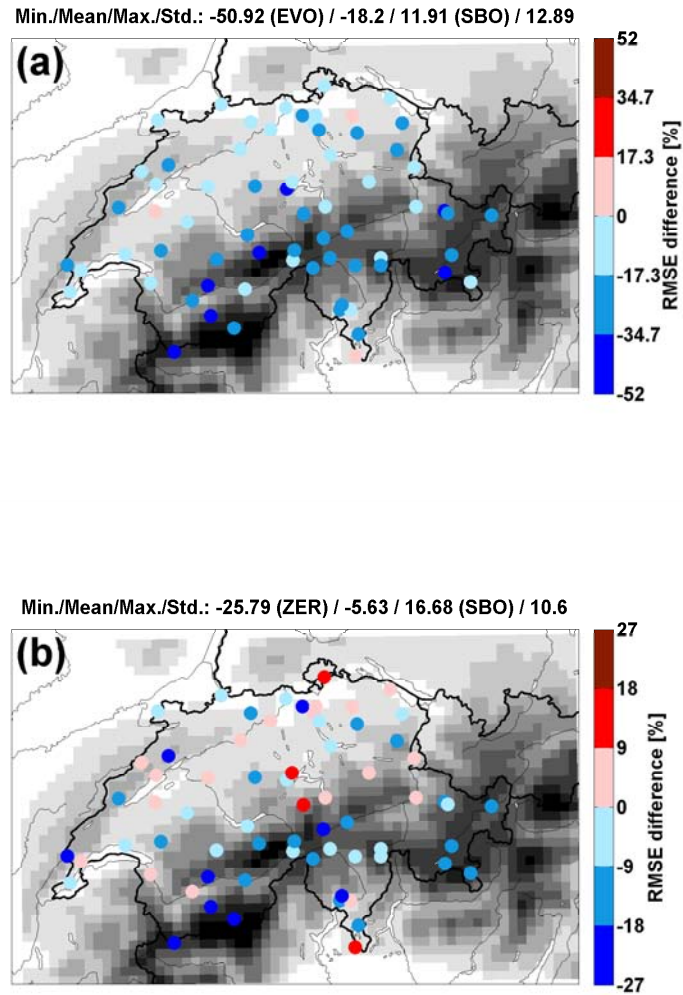 Min./Mean/Max./Std.: -50.92 (EVO) / -18.2 / 11.91 (SBO) / 12.89
(a)
52
34.7
17.3
0
-17.3
-34.7
-52
RMSE difference [%]
Min./Mean/Max./Std.: -25.79 (ZER) / -5.63 / 16.68 (SBO) / 10.6
(b)
27
18
9
0
-9
-18
-27
RMSE difference [%]